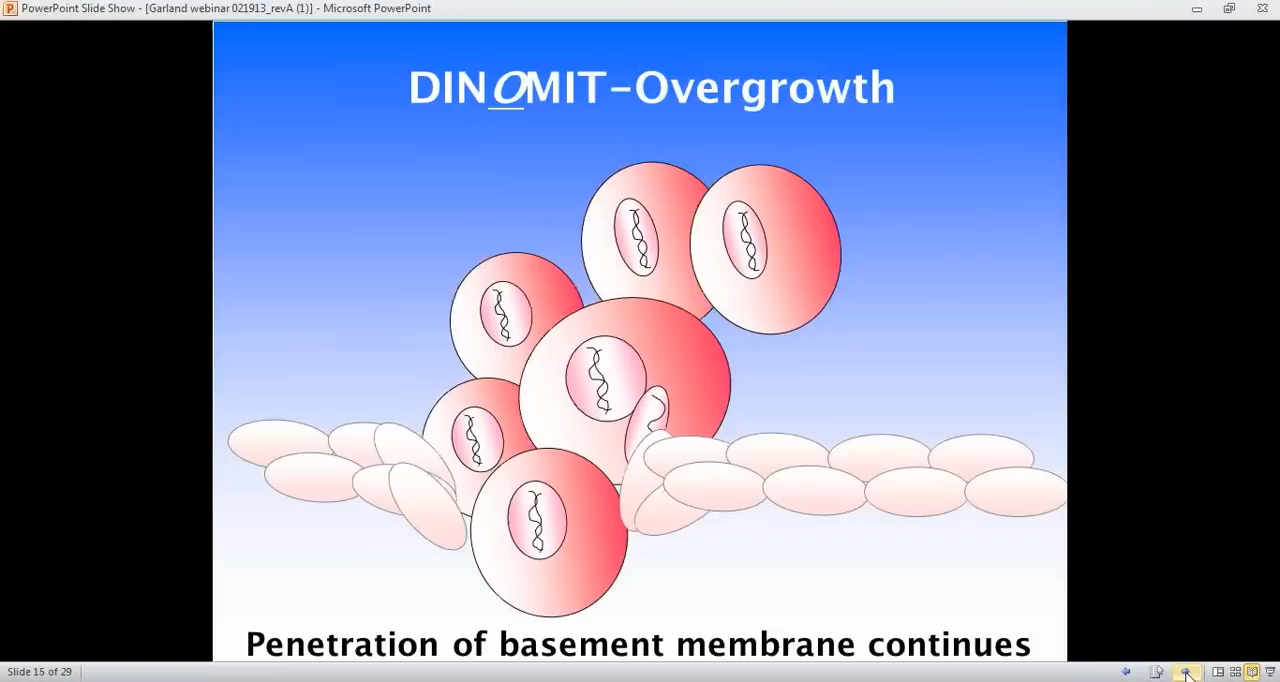 PowerPoint Slide Show - [Garland webinar 021913_revA (1)] - Microsoft PowerPoint
DINOMIT-Overgrowth
Penetration of basement membrane continues
Slide 15 of 29